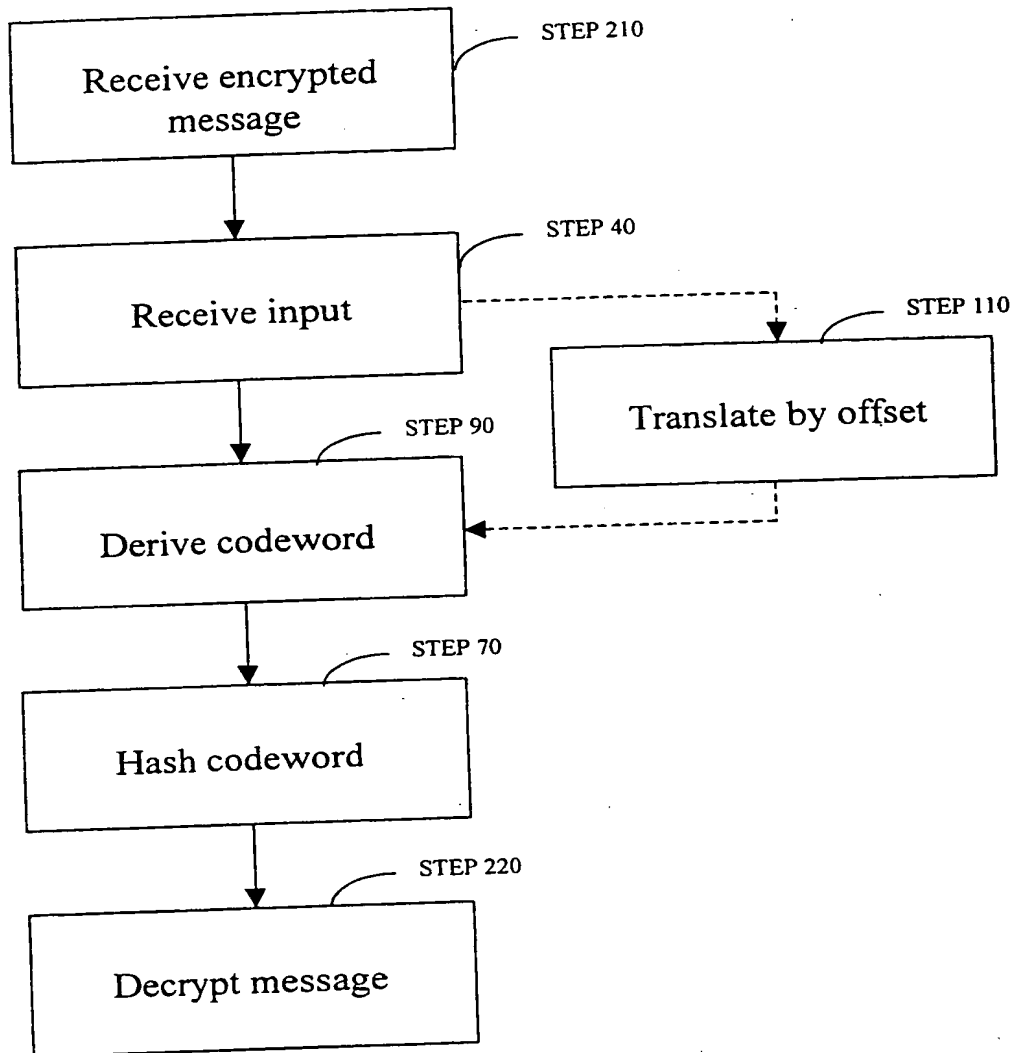 STEP 210
Receive encrypted
message
STEP 40
Receive input
STEP 110
Translate by offset
STEP 90
Derive codeword
STEP 70
Hash codeword
STEP 220
Decrypt message